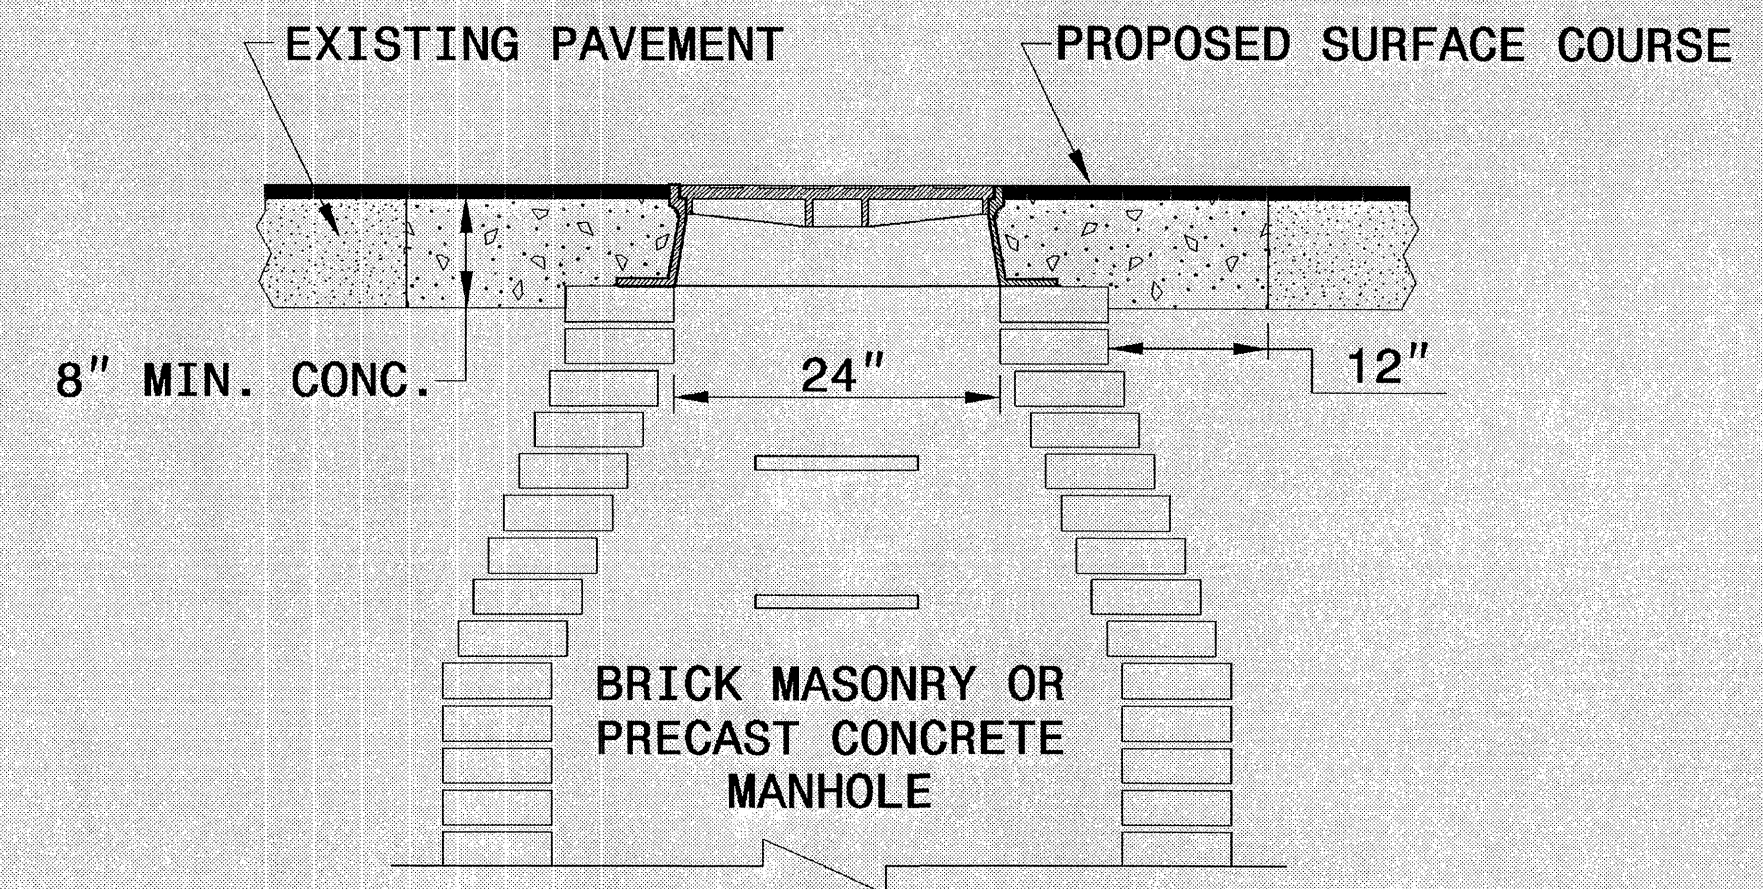 EXISTING PAVEMENT
PROPOSED SURFACE COURSE
8" MIN. CONC.
24"
12"
BRICK MASONRY OR
PRECAST CONCRETE
MANHOLE